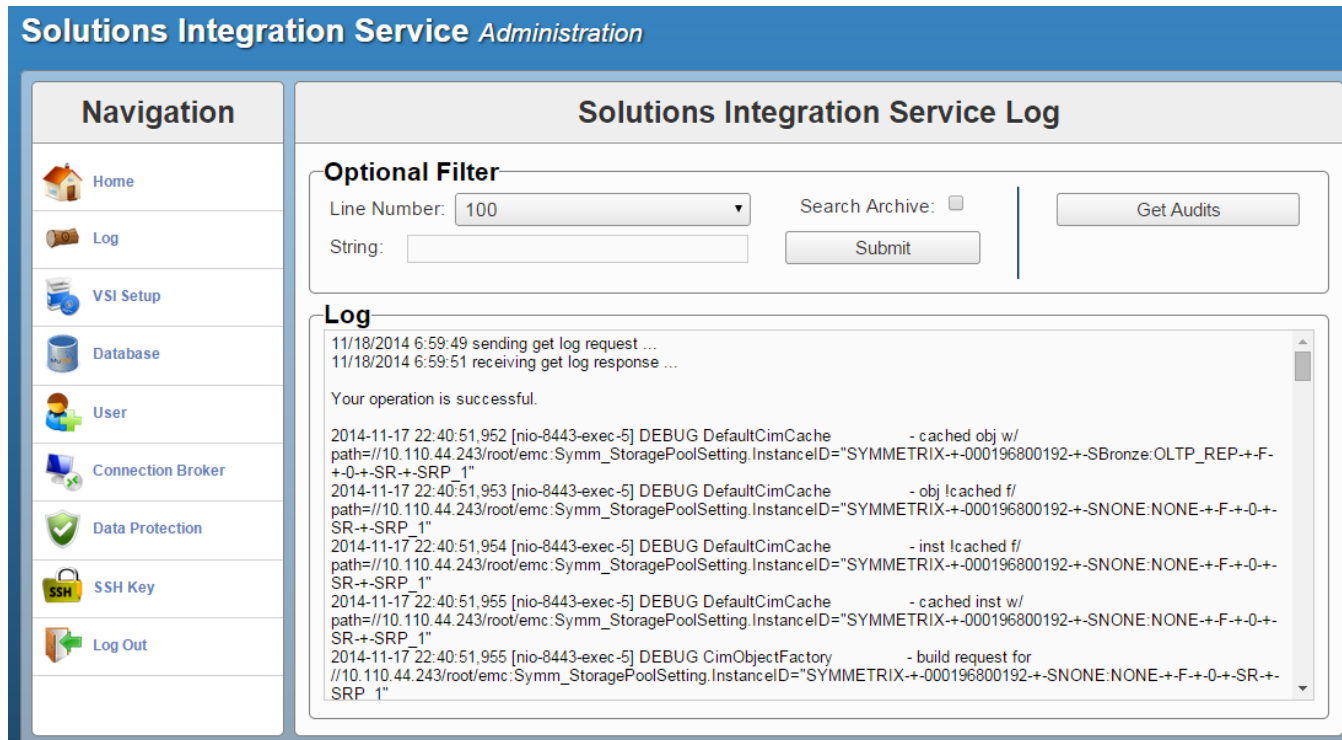 Solutions Integration Service Administration
Navigation
Home
Log
VSI Setup
MySQL
Database
User
Connection Broker
Data Protection
SSH
SSH Key
Log Out
Solutions Integration Service Log
Optional Filter
Line Number: 100
Search Archive:
Get Audits
String:
Submit
Log
11/18/2014 6:59:49 sending get log request ...
11/18/2014 6:59:51 receiving get log response ...
Your operation is successful.
2014-11-17 22:40:51,952 [nio-8443-exec-5] DEBUG DefaultCimCache - cached obj w/
path=//10.110.44.243/root/emc:Symm_StoragePoolSetting.InstanceID="SYMMETRIX-+-000196800192-+-SBronze:OLTP_REP-+-F-
+-0-+-SR-+-SRP_1"
2014-11-17 22:40:51,953 [nio-8443-exec-5] DEBUG DefaultCimCache - obj !cached f/
path=//10.110.44.243/root/emc:Symm_StoragePoolSetting.InstanceID="SYMMETRIX-+-000196800192-+-SNONE:NONE-+-F-+-0-+-
SR-+-SRP_1"
2014-11-17 22:40:51,954 [nio-8443-exec-5] DEBUG DefaultCimCache - inst !cached f/
path=//10.110.44.243/root/emc:Symm_StoragePoolSetting.InstanceID="SYMMETRIX-+-000196800192-+-SNONE:NONE-+-F-+-0-+-
SR-+-SRP_1"
2014-11-17 22:40:51,955 [nio-8443-exec-5] DEBUG DefaultCimCache - cached inst w/
path=//10.110.44.243/root/emc:Symm_StoragePoolSetting.InstanceID="SYMMETRIX-+-000196800192-+-SNONE:NONE-+-F-+-0-+-
SR-+-SRP_1"
2014-11-17 22:40:51,955 [nio-8443-exec-5] DEBUG CimObjectFactory - build request for
//10.110.44.243/root/emc:Symm_StoragePoolSetting.InstanceID="SYMMETRIX-+-000196800192-+-SNONE:NONE-+-F-+-0-+-SR-+-
SRP_1"